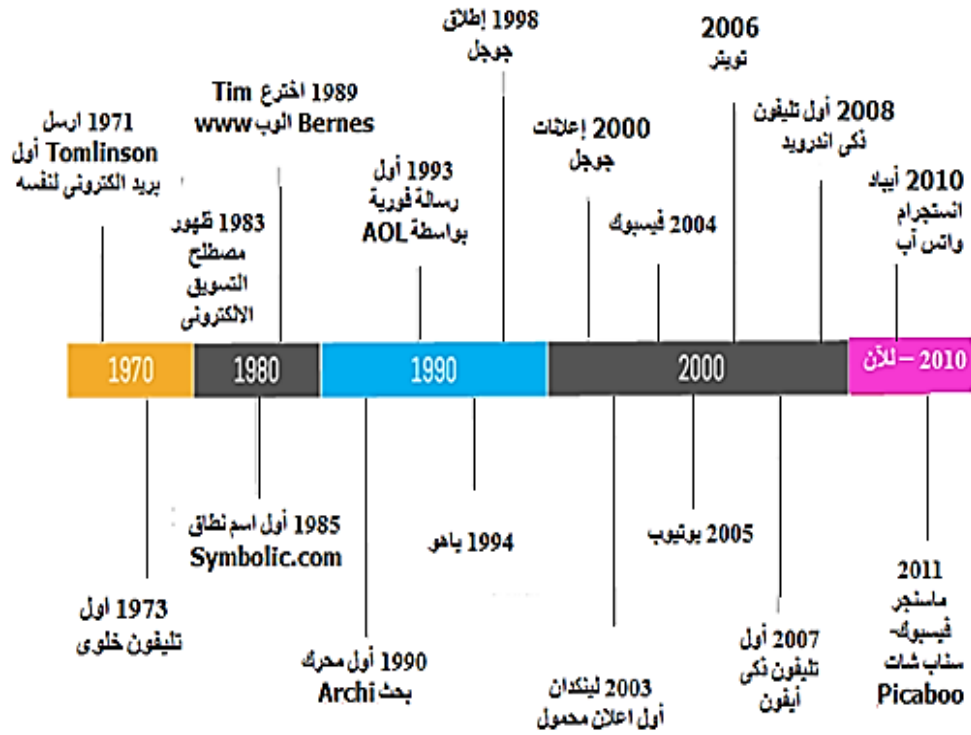 1971 ارسل
Tomlinson أول
بريد الكتروني لنفسه
1983 ظهور
مصطلح
التسويق
الالكترونى
1989 اخترع Tim
Bernes الوب www
1993 أول
رسالة فورية
بواسطة AOL
1998 إطلاق
جوجل
2000 إعلانات
جوجل
2004 فيسبوك
2006
تويتر
2008 أول تليفون
ذكى اندرويد
2010 أيباد
انستجرام
واتس آب
1970
1980
1990
2000
2010 – للآن
1973 اول
تليفون خلوى
1985 أول اسم نطاق
Symbolic.com
1990 أول محرك
بحث Archi
1994 ياهو
2003 لينكدان
أول اعلان محمول
2005 يوتيوب
2007 أول
تليفون ذكى
أيفون
2011
ماسنجر
فيسبوك-
سناب شات
Picaboo